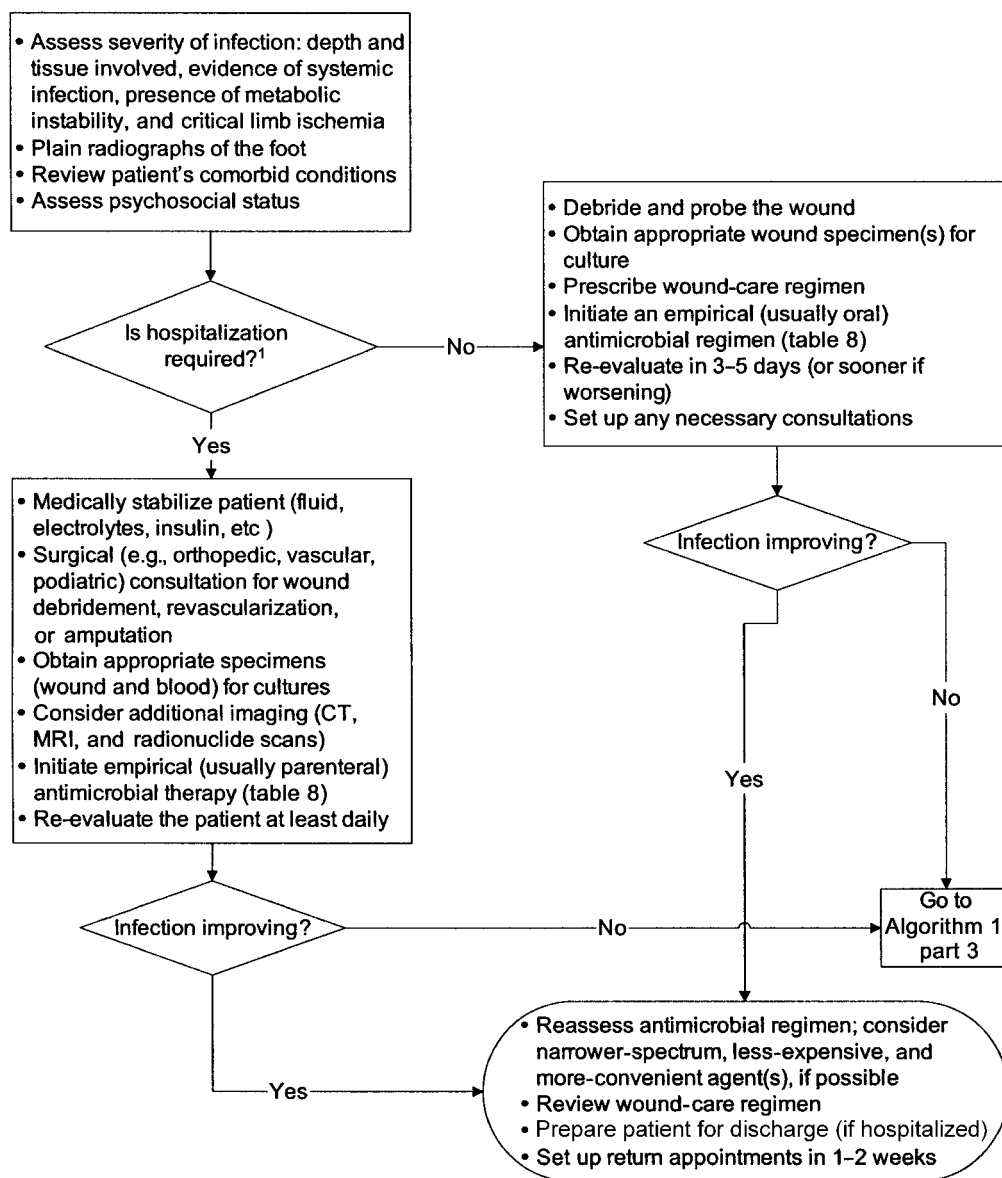 • Assess severity of infection: depth and
tissue involved, evidence of systemic
infection, presence of metabolic
instability, and critical limb ischemia
• Plain radiographs of the foot
• Review patient's comorbid conditions
• Assess psychosocial status
Is hospitalization
required?¹
No
• Debride and probe the wound
• Obtain appropriate wound specimen(s) for
culture
• Prescribe wound-care regimen
• Initiate an empirical (usually oral)
antimicrobial regimen (table 8)
• Re-evaluate in 3–5 days (or sooner if
worsening)
• Set up any necessary consultations
Yes
• Medically stabilize patient (fluid,
electrolytes, insulin, etc )
• Surgical (e.g., orthopedic, vascular,
podiatric) consultation for wound
debridement, revascularization,
or amputation
• Obtain appropriate specimens
(wound and blood) for cultures
• Consider additional imaging (CT,
MRI, and radionuclide scans)
• Initiate empirical (usually parenteral)
antimicrobial therapy (table 8)
• Re-evaluate the patient at least daily
Infection improving?
No
Yes
Infection improving?
No
Go to
Algorithm 1
part 3
Yes
• Reassess antimicrobial regimen; consider
narrower-spectrum, less-expensive, and
more-convenient agent(s), if possible
• Review wound-care regimen
• Prepare patient for discharge (if hospitalized)
• Set up return appointments in 1–2 weeks